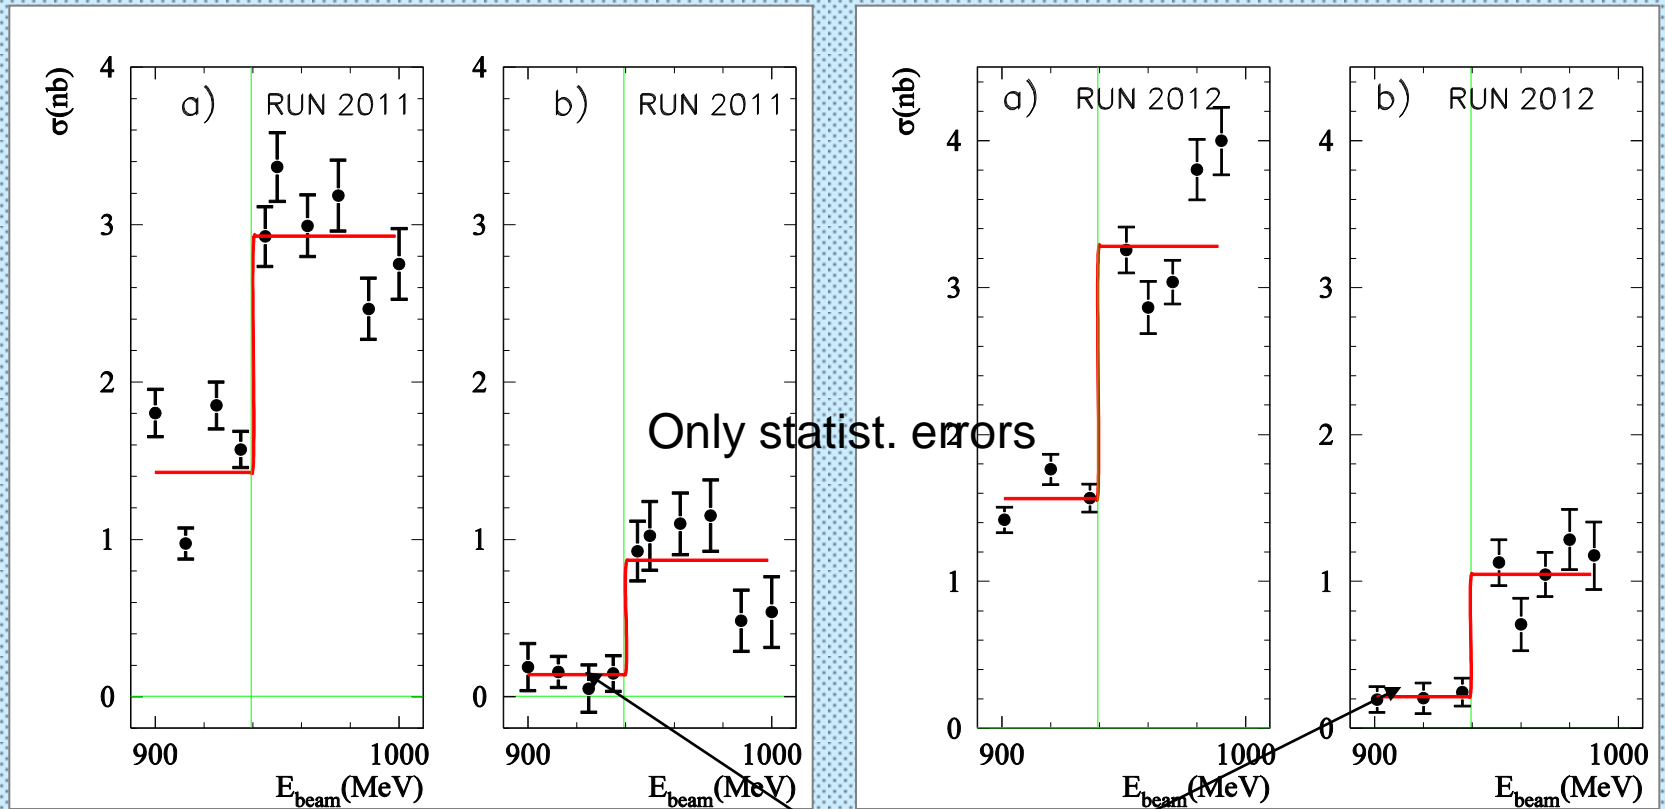 σ(nb)
4
3
2
1
0
a) RUN 2011
900 1000
E_beam(MeV)
4
3
2
1
0
b) RUN 2011
900 1000
E_beam(MeV)
Only statist. errors
σ(nb)
4
3
2
1
0
a) RUN 2012
900 1000
E_beam(MeV)
4
3
2
1
0
b) RUN 2012
900 1000
E_beam(MeV)